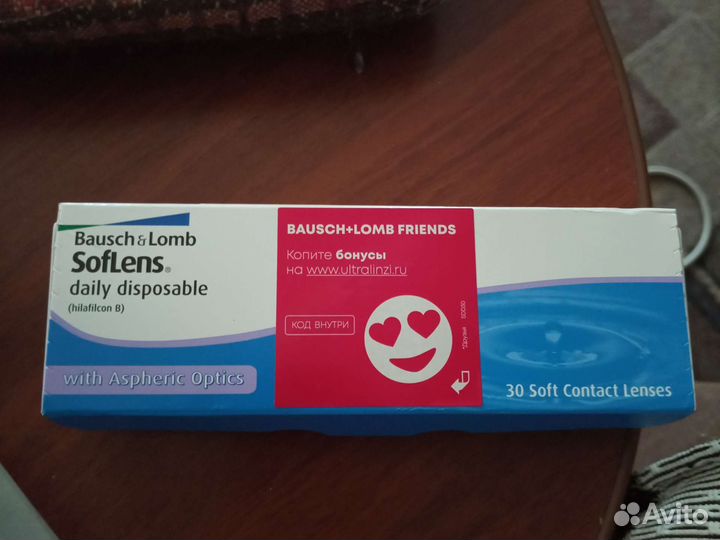 Bausch & Lomb
SofLens®
daily disposable
(hilafilcon B)
with Aspheric Optics
BAUSCH+LOMB FRIENDS
Копите бонусы
на www.ultralinzi.ru
КОД ВНУТРИ
*Друзья
30 Soft Contact Lenses
Avito